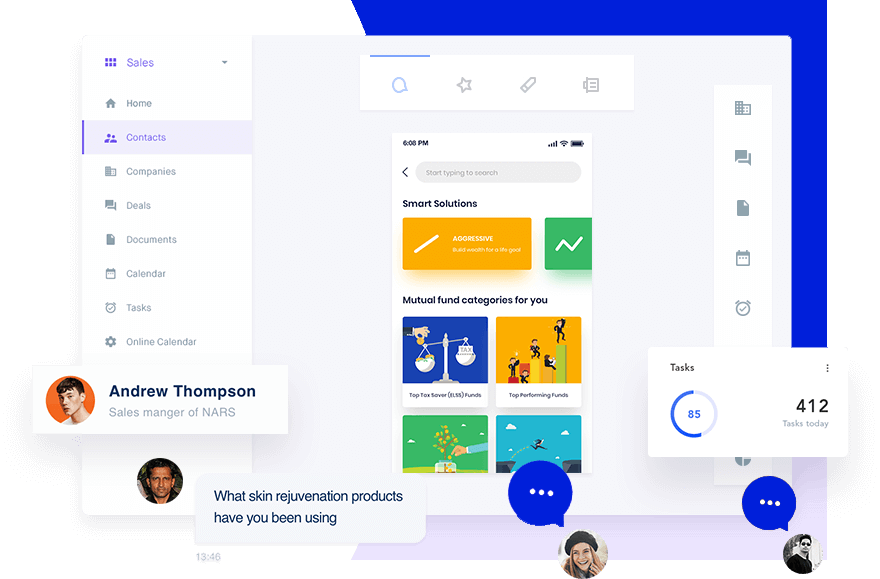 Sales
Home
Contacts
Companies
Deals
Documents
Calendar
Tasks
Online Calendar
Andrew Thompson
Sales manger of NARS
What skin rejuvenation products
have you been using
13:46
6:08 PM
Start typing to search
Smart Solutions
AGGRESSIVE
Build wealth for a life goal
Mutual fund categories for you
TAX
Top Tax Saver (ELSS) Funds
Top Performing Funds
Tasks
85
412
Tasks today